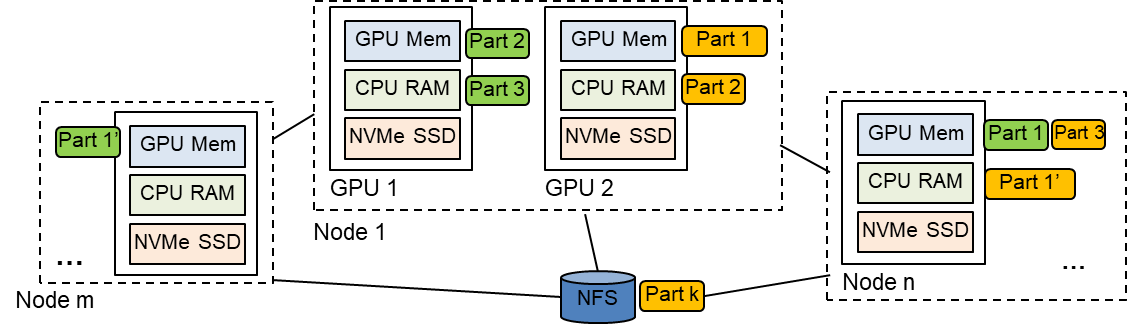 GPU Mem
Part 2
CPU RAM
Part 3
NVMe SSD
GPU 1
GPU Mem
Part 1
CPU RAM
Part 2
NVMe SSD
GPU 2
Node 1
Part 1’
GPU Mem
CPU RAM
NVMe SSD
...
Node m
GPU Mem
Part 1
Part 3
CPU RAM
Part 1’
NVMe SSD
...
Node n
NFS
Part k